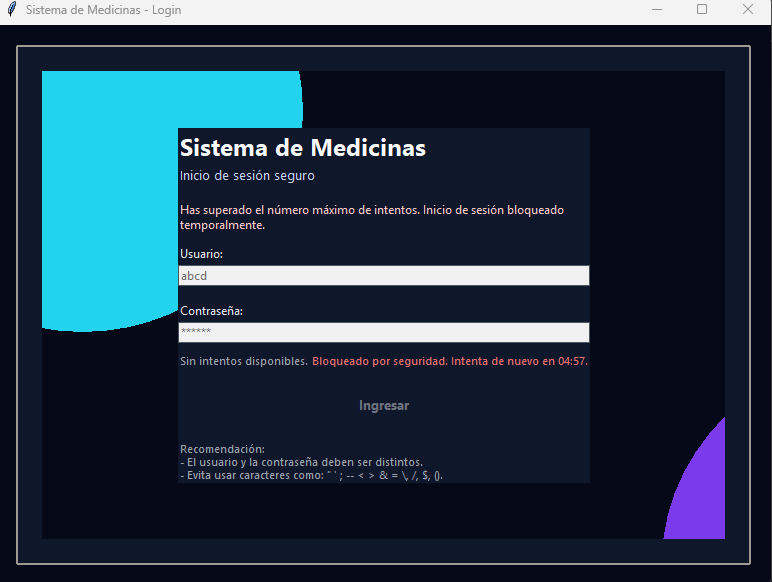 Sistema de Medicinas - Login
Sistema de Medicinas
Inicio de sesión seguro
Has superado el número máximo de intentos. Inicio de sesión bloqueado
temporalmente.
Usuario:
abcd
Contraseña:
******
Sin intentos disponibles. Bloqueado por seguridad. Intenta de nuevo en 04:57.
Ingresar
Recomendación:
- El usuario y la contraseña deben ser distintos.
- Evita usar caracteres como: " ' ; -- < > & = \, /, $, ().